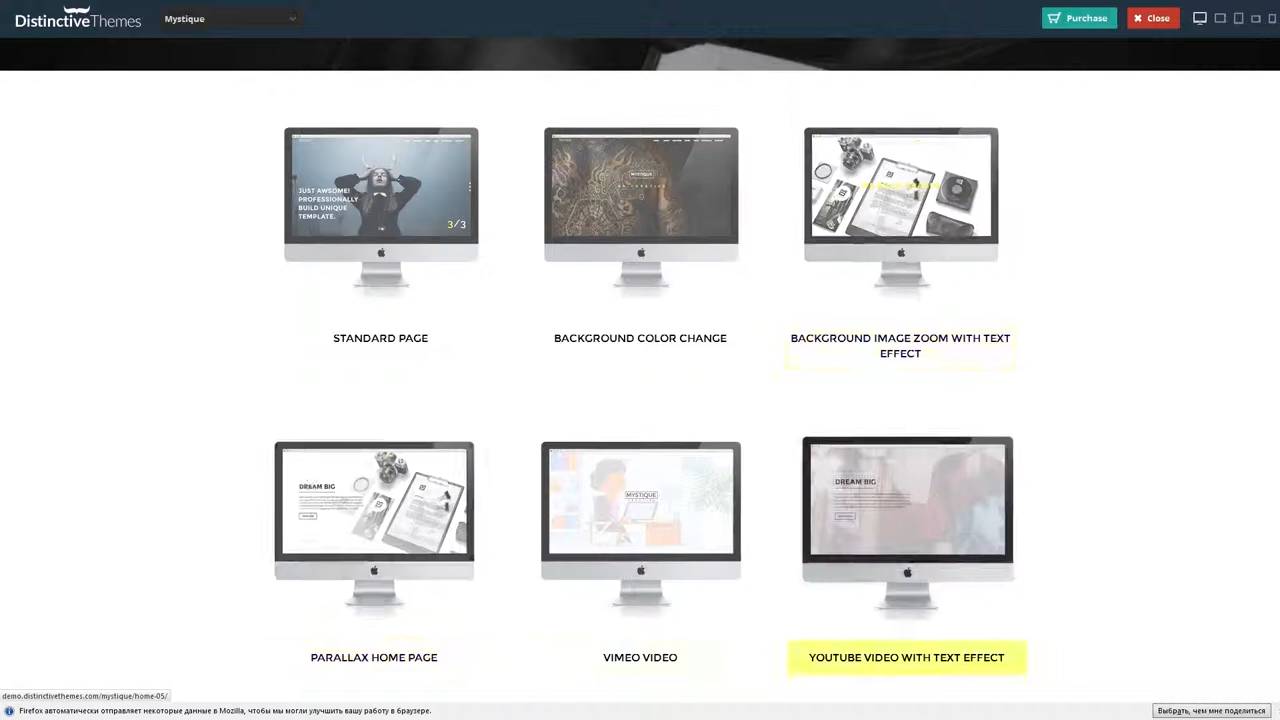 DistinctiveThemes
Mystique
Purchase
Close
JUST AWSOME!
PROFESSIONALLY
BUILD UNIQUE
TEMPLATE.
3/3
MYSTIQUE
STANDARD PAGE
BACKGROUND COLOR CHANGE
BACKGROUND IMAGE ZOOM WITH TEXT
EFFECT
DREAM BIG
MYSTIQUE
DREAM BIG
PARALLAX HOME PAGE
VIMEO VIDEO
YOUTUBE VIDEO WITH TEXT EFFECT
demo.distinctivethemes.com/mystique/home-05/
Firefox автоматически отправляет некоторые данные в Mozilla, чтобы мы могли улучшить вашу работу в браузере.
Выбрать, чем мне поделиться